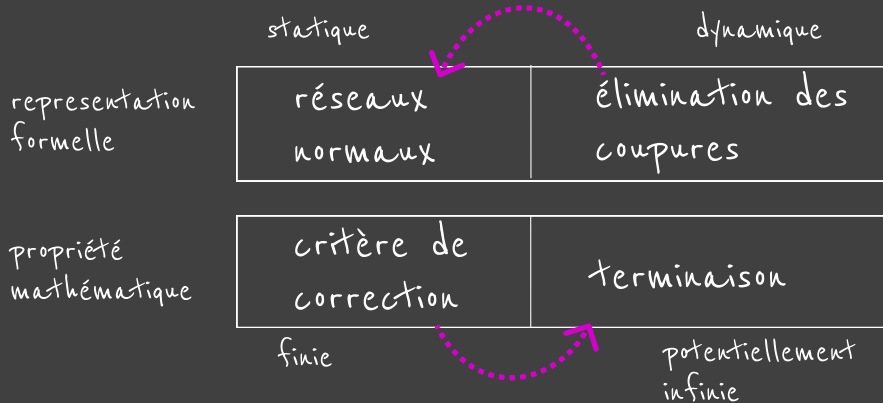 statique
dynamique
representation
formelle
réseaux
normaux
élimination des
coupures
propriété
mathématique
critère de
correction
terminaison
finie
potentiellement
infinie